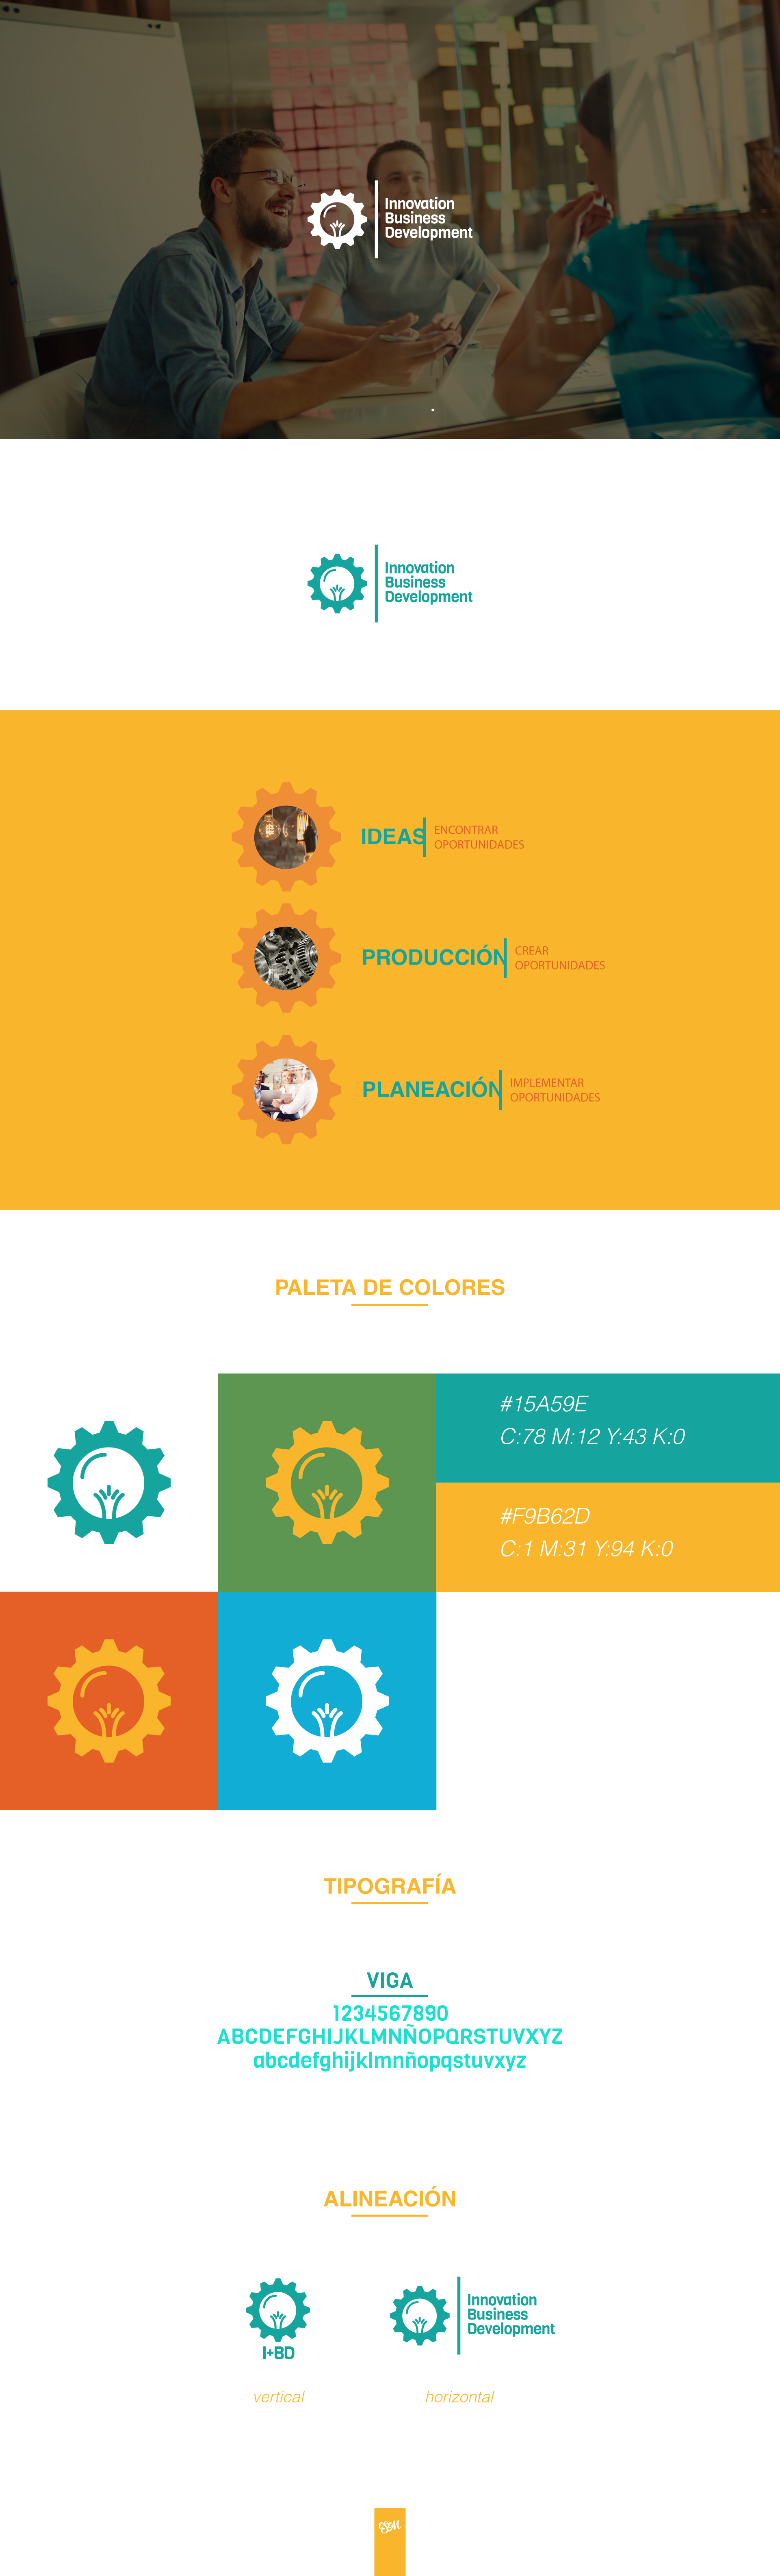 Innovation
Business
Development
Innovation
Business
Development
IDEAS
ENCONTRAR
OPORTUNIDADES
PRODUCCIÓN
CREAR
OPORTUNIDADES
PLANEACIÓN
IMPLEMENTAR
OPORTUNIDADES
PALETA DE COLORES
#15A59E
C:78 M:12 Y:43 K:0
#F9B62D
C:1 M:31 Y:94 K:0
TIPOGRAFÍA
VIGA
1234567890
ABCDEFGHIJKLMNÑOPQRSTUVXYZ
abcdefghijklmnñopqstuvxyz
ALINEACIÓN
I+BD
Innovation
Business
Development
vertical
horizontal